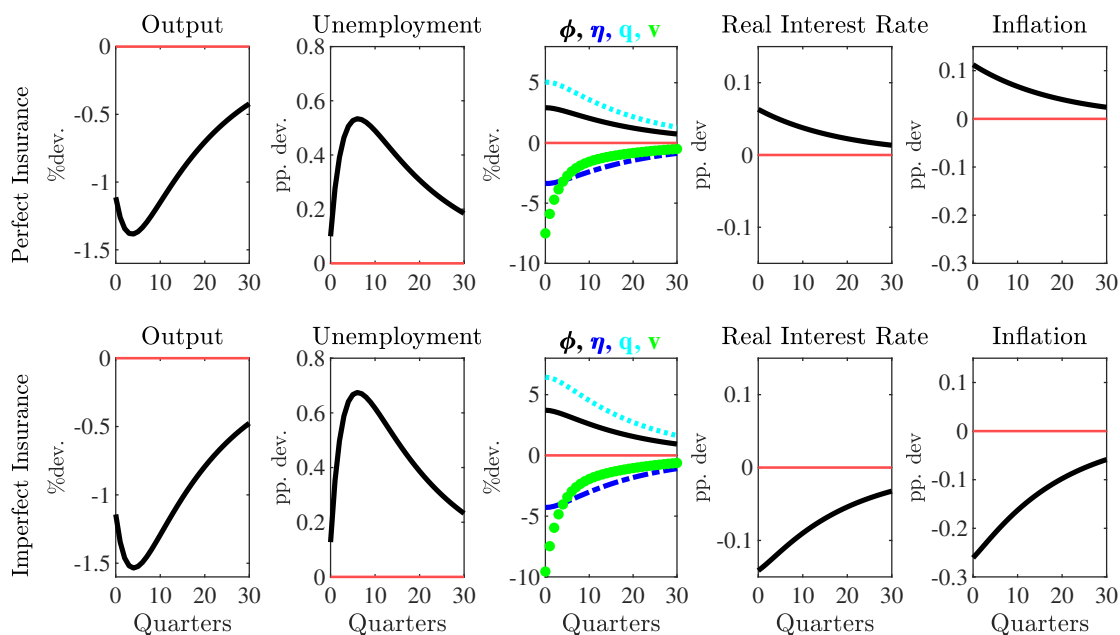 Output
Unemployment
ϕ, η, q, v
Real Interest Rate
Inflation
Perfect Insurance
%dev.
0
-0.5
-1
-1.5
0 10 20 30
pp. dev.
0.8
0.6
0.4
0.2
0
0 10 20 30
%dev.
5
0
-5
-10
0 10 20 30
pp. dev
0.1
0
-0.1
0 10 20 30
pp. dev
0.1
0
-0.1
-0.2
-0.3
0 10 20 30
Output
Unemployment
ϕ, η, q, v
Real Interest Rate
Inflation
Imperfect Insurance
%dev.
0
-0.5
-1
-1.5
0 10 20 30
Quarters
pp. dev.
0.8
0.6
0.4
0.2
0
0 10 20 30
Quarters
%dev.
5
0
-5
-10
0 10 20 30
Quarters
pp. dev
0.1
0
-0.1
0 10 20 30
Quarters
pp. dev
0.1
0
-0.1
-0.2
-0.3
0 10 20 30
Quarters